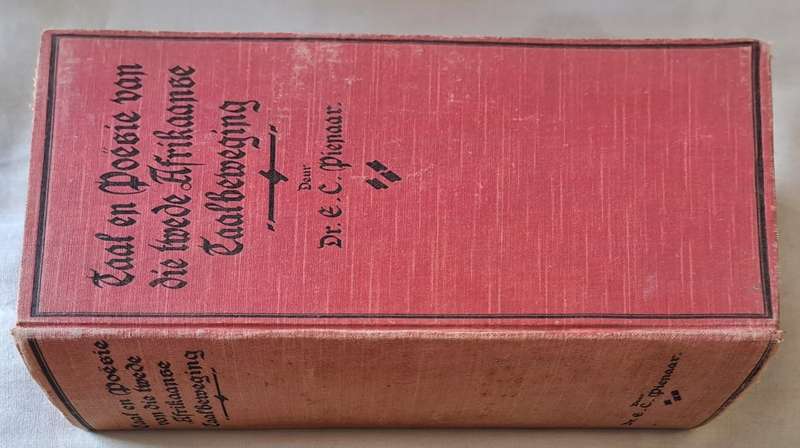 Taal en Poësie van
die twede Afrikaanse
Taalbeweging
Deur
Dr. E. C. Pienaar.
Taal en Poësie
van die twede
Afrikaanse
Taalbeweging
Deur
Dr. E. C. Pienaar.